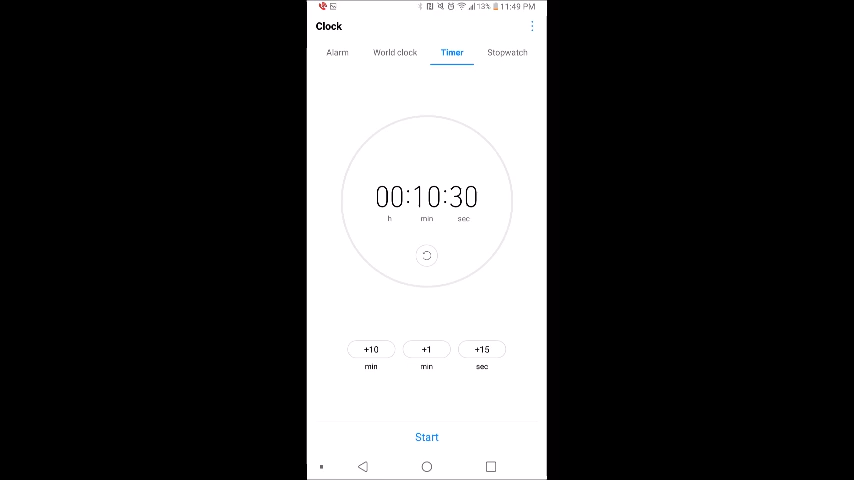 13% 11:49 PM
Clock
Alarm World clock Timer Stopwatch
00:10:30
h min sec
+10 +1 +15
min min sec
Start